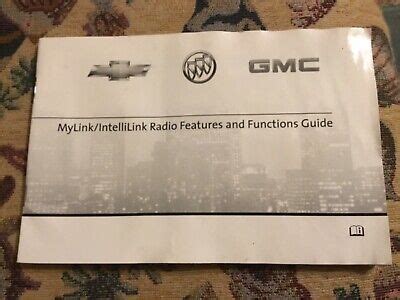 GMC
MyLink/IntelliLink Radio Features and Functions Guide